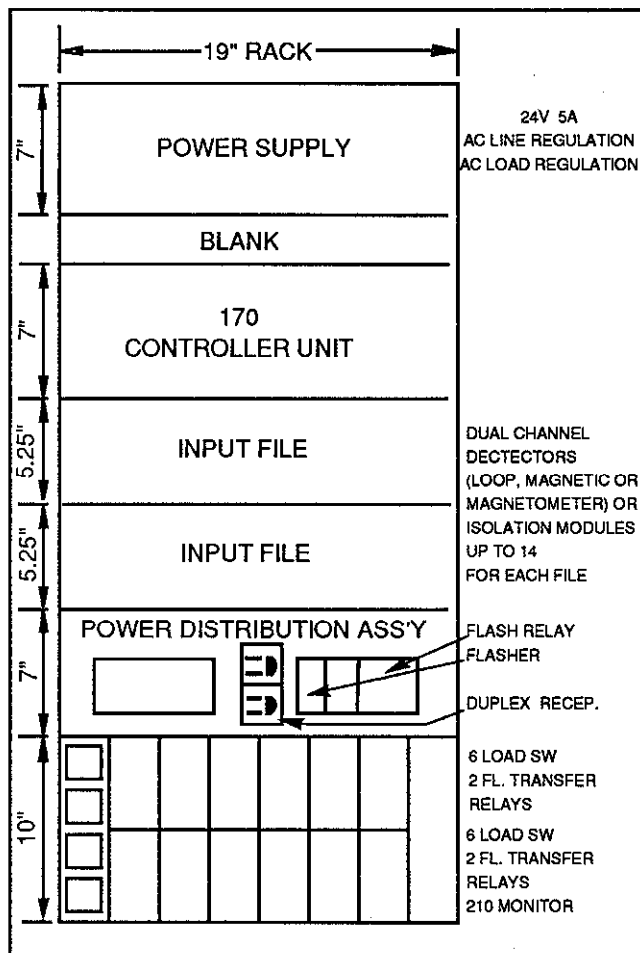 19" RACK
7"
POWER SUPPLY
24V 5A
AC LINE REGULATION
AC LOAD REGULATION
BLANK
7"
170
CONTROLLER UNIT
5.25"
INPUT FILE
DUAL CHANNEL
DECTECTORS
(LOOP, MAGNETIC OR
MAGNETOMETER) OR
ISOLATION MODULES
UP TO 14
FOR EACH FILE
5.25"
INPUT FILE
7"
POWER DISTRIBUTION ASS'Y
FLASH RELAY
FLASHER
DUPLEX RECEP.
10"
6 LOAD SW
2 FL. TRANSFER
RELAYS
6 LOAD SW
2 FL. TRANSFER
RELAYS
210 MONITOR